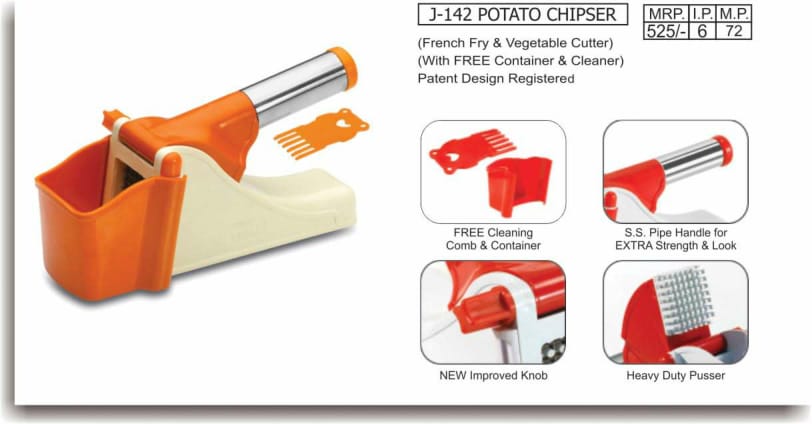 J-142 POTATO CHIPSER
MRP. I.P. M.P.
525/- 6 72
(French Fry & Vegetable Cutter)
(With FREE Container & Cleaner)
Patent Design Registered
FREE Cleaning
Comb & Container
S.S. Pipe Handle for
EXTRA Strength & Look
NEW Improved Knob
Heavy Duty Pusser